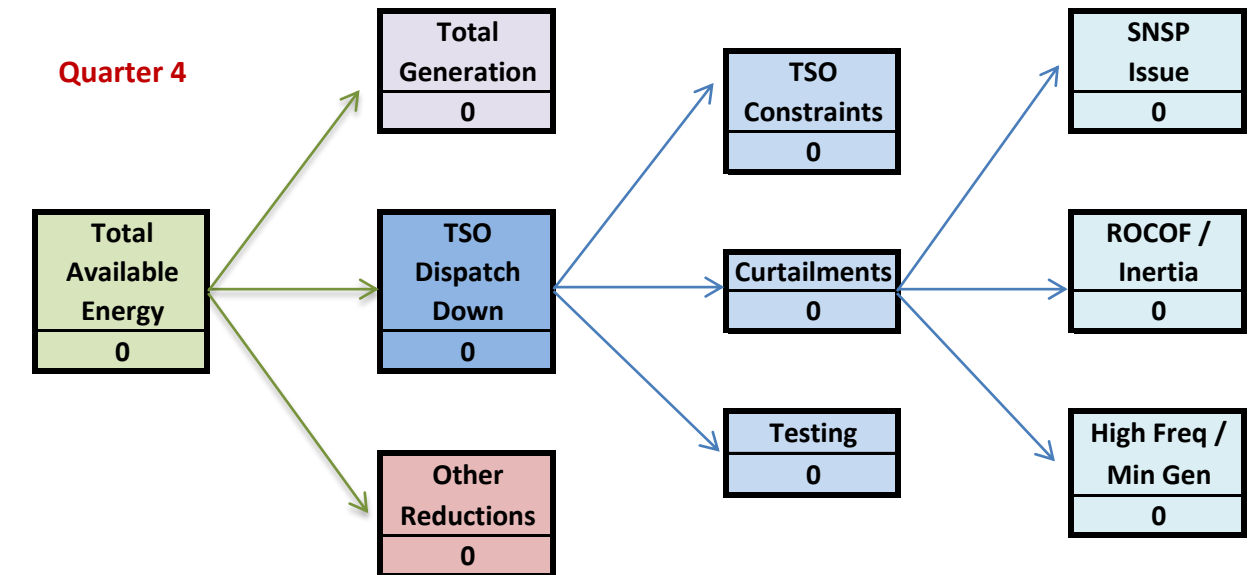 Quarter 4
Total
Available
Energy
0
Total
Generation
0
TSO
Dispatch
Down
0
Other
Reductions
0
TSO
Constraints
0
Curtailments
0
Testing
0
SNSP
Issue
0
ROCOF /
Inertia
0
High Freq /
Min Gen
0